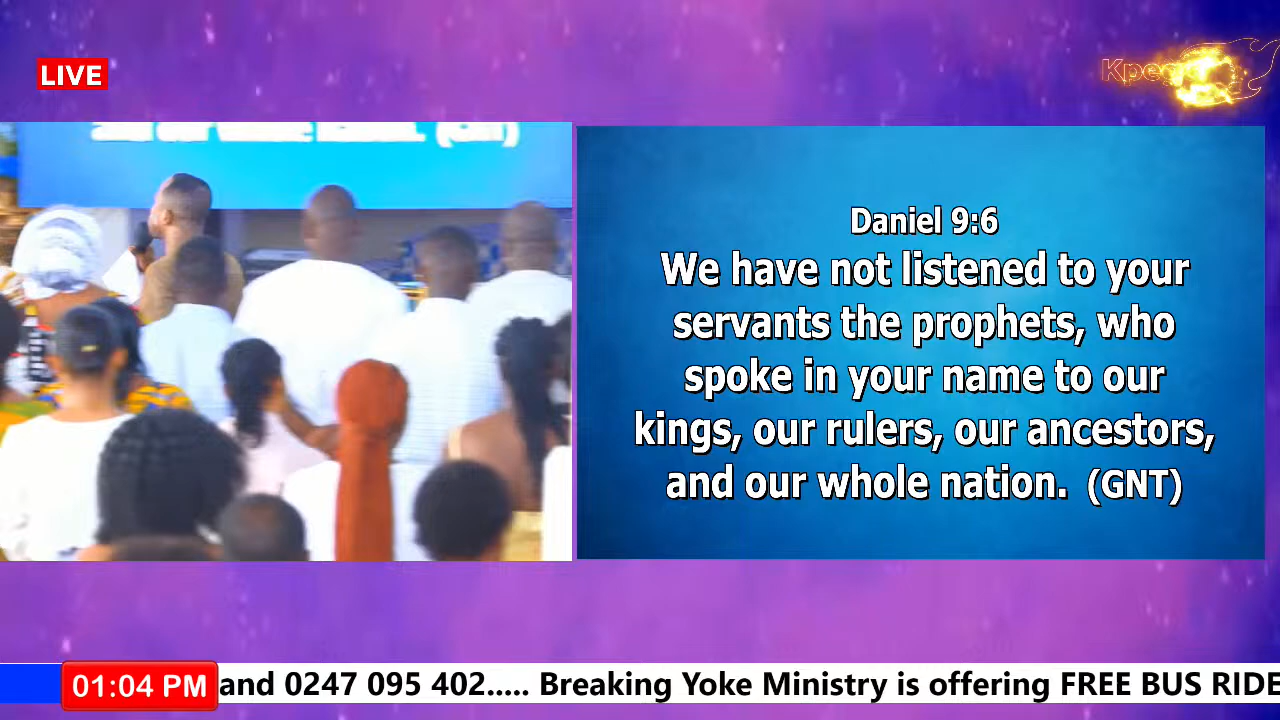 LIVE
Daniel 9:6
We have not listened to your
servants the prophets, who
spoke in your name to our
kings, our rulers, our ancestors,
and our whole nation. (GNT)
01:04 PM
and 0247 095 402..... Breaking Yoke Ministry is offering FREE BUS RIDE